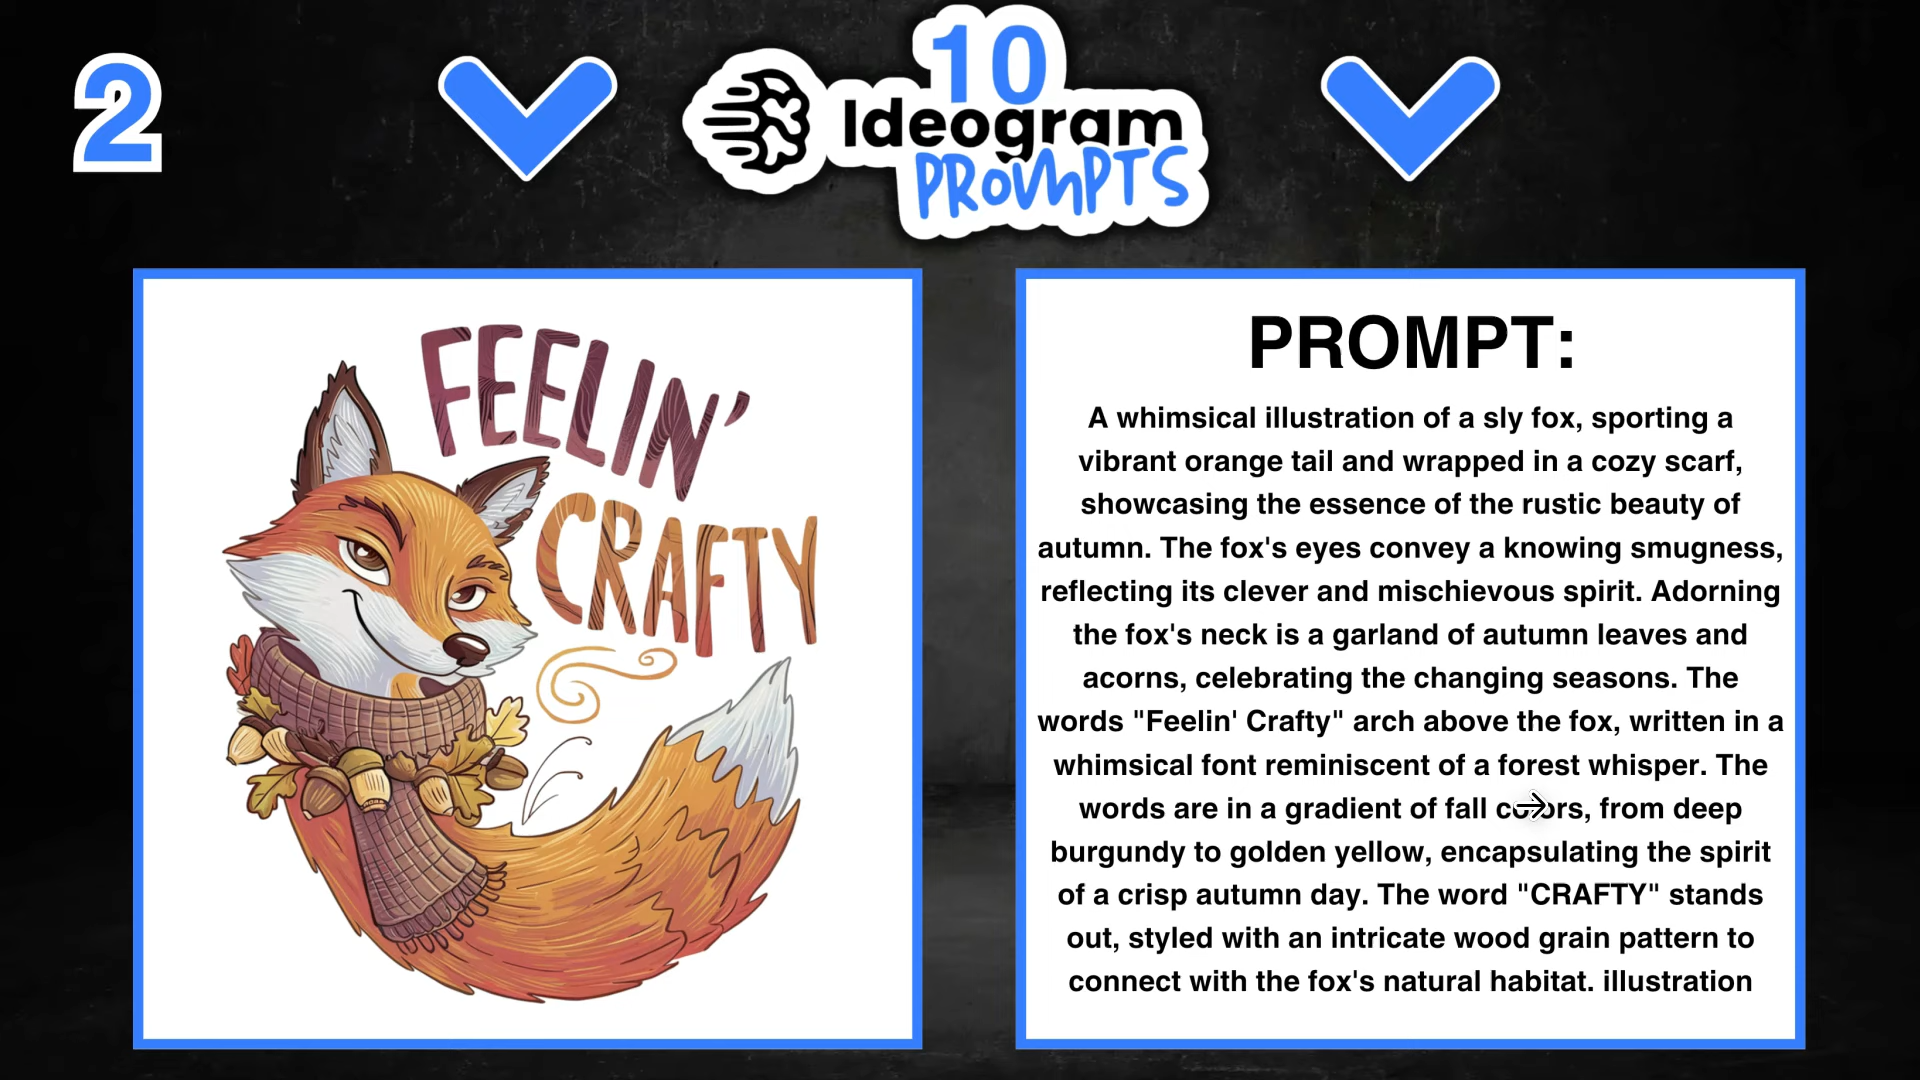 2
10
Ideogram
PROMPTS
FEELIN'
CRAFTY
PROMPT:
A whimsical illustration of a sly fox, sporting a
vibrant orange tail and wrapped in a cozy scarf,
showcasing the essence of the rustic beauty of
autumn. The fox's eyes convey a knowing smugness,
reflecting its clever and mischievous spirit. Adorning
the fox's neck is a garland of autumn leaves and
acorns, celebrating the changing seasons. The
words "Feelin' Crafty" arch above the fox, written in a
whimsical font reminiscent of a forest whisper. The
words are in a gradient of fall colors, from deep
burgundy to golden yellow, encapsulating the spirit
of a crisp autumn day. The word "CRAFTY" stands
out, styled with an intricate wood grain pattern to
connect with the fox's natural habitat. illustration